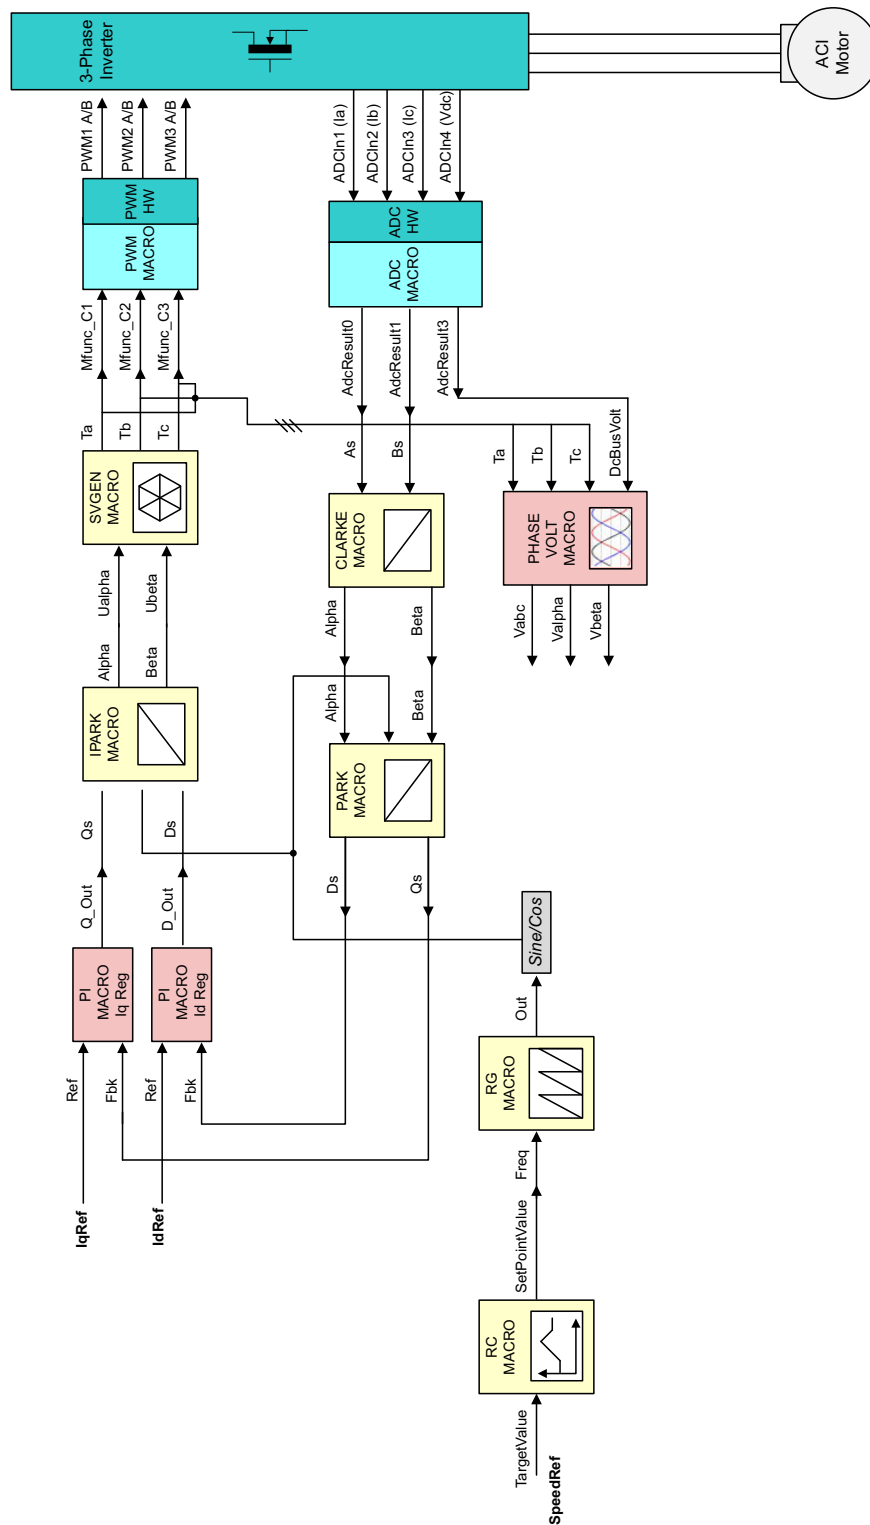 IqRef
Ref
Fbk
PI
MACRO
Iq Reg
Q_Out
Qs
IdRef
Ref
Fbk
PI
MACRO
Id Reg
D_Out
Ds
IPARK
MACRO
Alpha
Beta
Ualpha
Ubeta
SVGEN
MACRO
Ta
Tb
Tc
Mfunc_C1
Mfunc_C2
Mfunc_C3
PWM
MACRO
PWM
HW
PWM1 A/B
PWM2 A/B
PWM3 A/B
3-Phase
Inverter
Ds
Qs
PARK
MACRO
Alpha
Beta
Alpha
Beta
CLARKE
MACRO
As
Bs
AdcResult0
AdcResult1
AdcResult3
ADC
MACRO
ADC
HW
ADCIn1 (Ia)
ADCIn2 (Ib)
ADCIn3 (Ic)
ADCIn4 (Vdc)
SpeedRef
TargetValue
RC
MACRO
SetPointValue
Freq
RG
MACRO
Out
Sine/Cos
Vabc
Valpha
Vbeta
PHASE
VOLT
MACRO
Ta
Tb
Tc
DcBusVolt
ACI
Motor